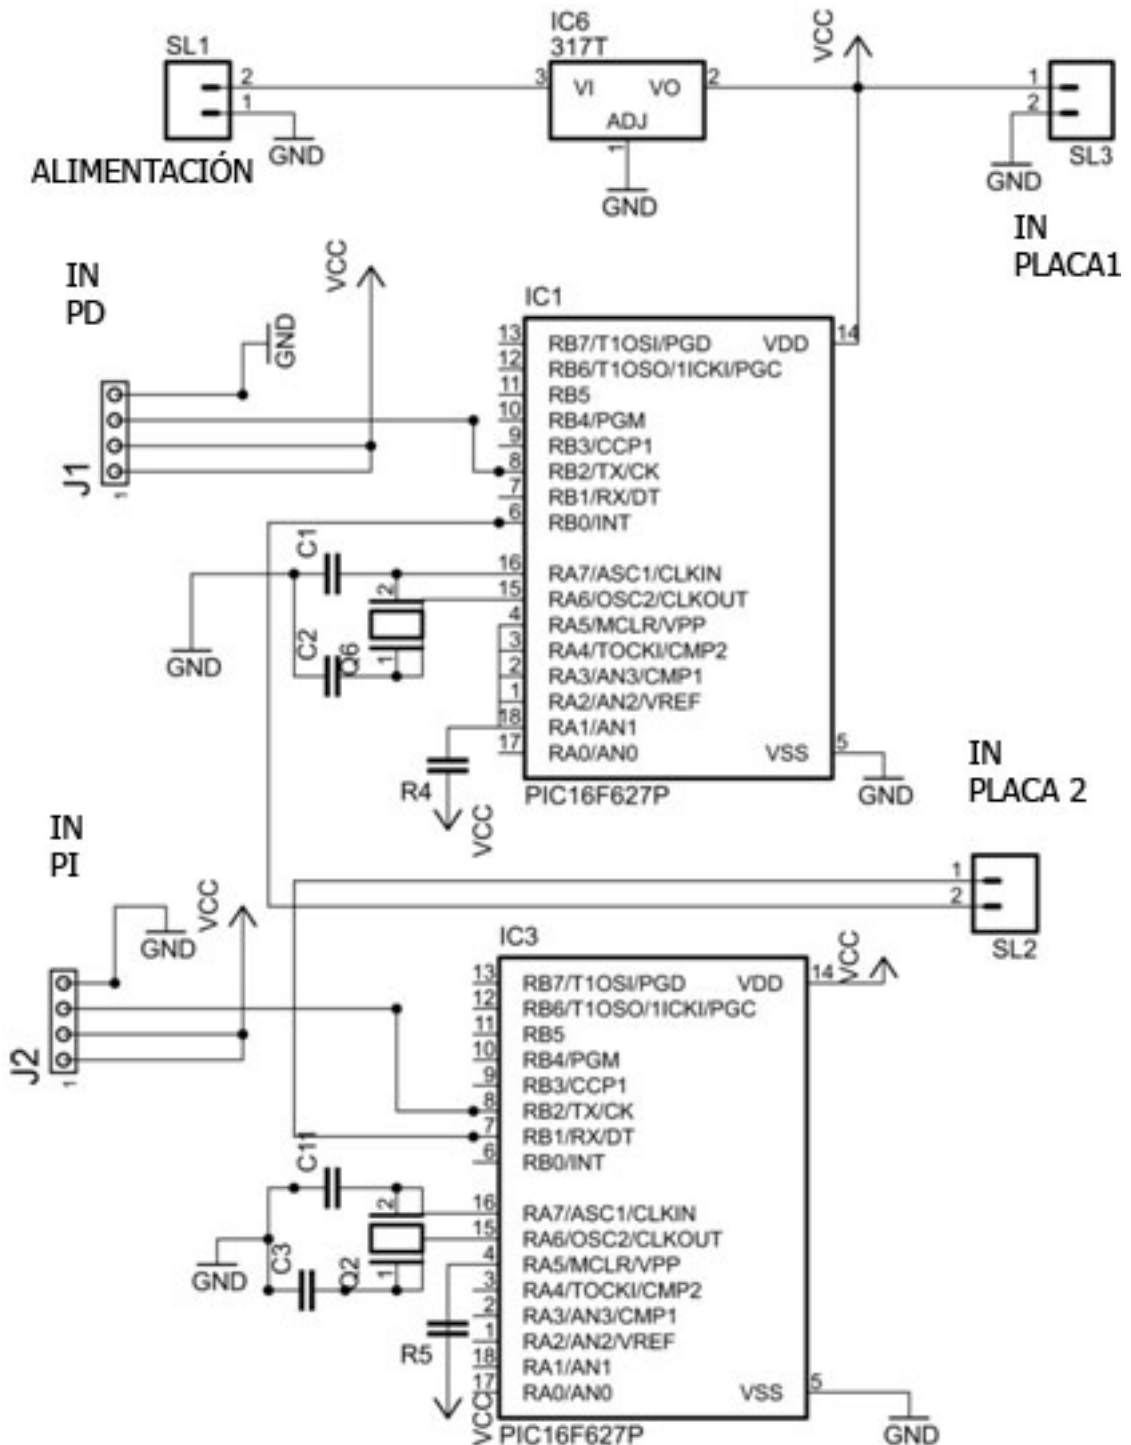 IC6
317T
VCC
SL1
2
1
GND
ALIMENTACIÓN
3
VI
VO
2
ADJ
1
GND
1
2
GND
SL3
IN
PLACA1
IN
PD
VCC
GND
J1
1
IC1
13 RB7/T1OSI/PGD
12 RB6/T1OSO/1ICKI/PGC
11 RB5
10 RB4/PGM
9 RB3/CCP1
8 RB2/TX/CK
7 RB1/RX/DT
6 RB0/INT
16 RA7/ASC1/CLKIN
15 RA6/OSC2/CLKOUT
4 RA5/MCLR/VPP
3 RA4/TOCKI/CMP2
2 RA3/AN3/CMP1
1 RA2/AN2/VREF
18 RA1/AN1
17 RA0/AN0
VDD 14
VSS 5
GND
PIC16F627P
C1
C2
Q6
2
1
GND
R4
VCC
IN
PLACA 2
1
2
SL2
IN
PI
VCC
GND
J2
1
IC3
13 RB7/T1OSI/PGD
12 RB6/T1OSO/1ICKI/PGC
11 RB5
10 RB4/PGM
9 RB3/CCP1
8 RB2/TX/CK
7 RB1/RX/DT
6 RB0/INT
16 RA7/ASC1/CLKIN
15 RA6/OSC2/CLKOUT
4 RA5/MCLR/VPP
3 RA4/TOCKI/CMP2
2 RA3/AN3/CMP1
1 RA2/AN2/VREF
18 RA1/AN1
17 RA0/AN0
VDD 14
VCC
VSS 5
GND
PIC16F627P
C11
C3
Q2
2
1
GND
R5
VCC